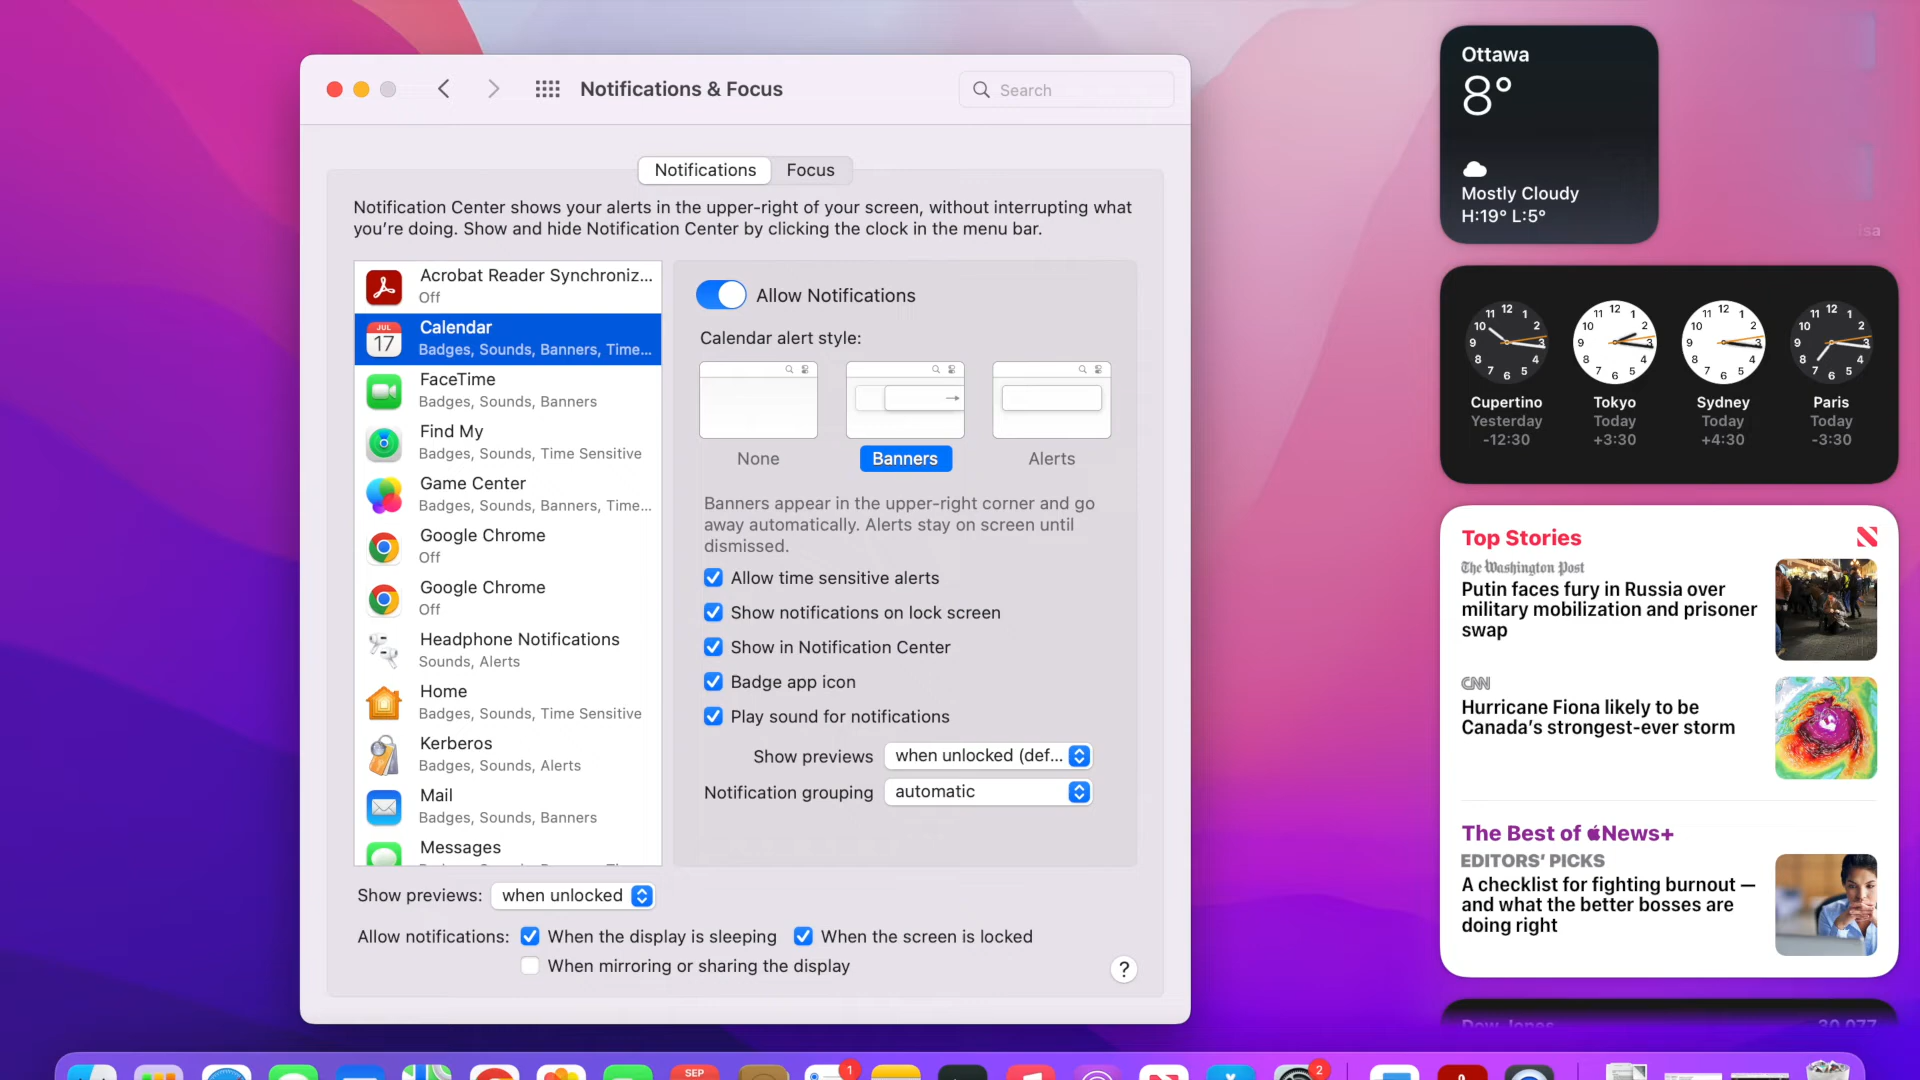 Notifications & Focus
Search
Notifications
Focus
Notification Center shows your alerts in the upper-right of your screen, without interrupting what
you're doing. Show and hide Notification Center by clicking the clock in the menu bar.
Acrobat Reader Synchroniz...
Off
JUL
17
Calendar
Badges, Sounds, Banners, Time...
FaceTime
Badges, Sounds, Banners
Find My
Badges, Sounds, Time Sensitive
Game Center
Badges, Sounds, Banners, Time...
Google Chrome
Off
Google Chrome
Off
Headphone Notifications
Sounds, Alerts
Home
Badges, Sounds, Time Sensitive
Kerberos
Badges, Sounds, Alerts
Mail
Badges, Sounds, Banners
Messages
Allow Notifications
Calendar alert style:
None
Banners
Alerts
Banners appear in the upper-right corner and go
away automatically. Alerts stay on screen until
dismissed.
Allow time sensitive alerts
Show notifications on lock screen
Show in Notification Center
Badge app icon
Play sound for notifications
Show previews
when unlocked (def...
Notification grouping
automatic
Show previews:
when unlocked
Allow notifications:
When the display is sleeping
When the screen is locked
When mirroring or sharing the display
?
Ottawa
8°
Mostly Cloudy
H:19° L:5°
Cupertino
Yesterday
-12:30
Tokyo
Today
+3:30
Sydney
Today
+4:30
Paris
Today
-3:30
Top Stories
The Washington Post
Putin faces fury in Russia over
military mobilization and prisoner
swap
CNN
Hurricane Fiona likely to be
Canada's strongest-ever storm
The Best of News+
EDITORS' PICKS
A checklist for fighting burnout —
and what the better bosses are
doing right
Dow Jones
30,077
SEP
1
2